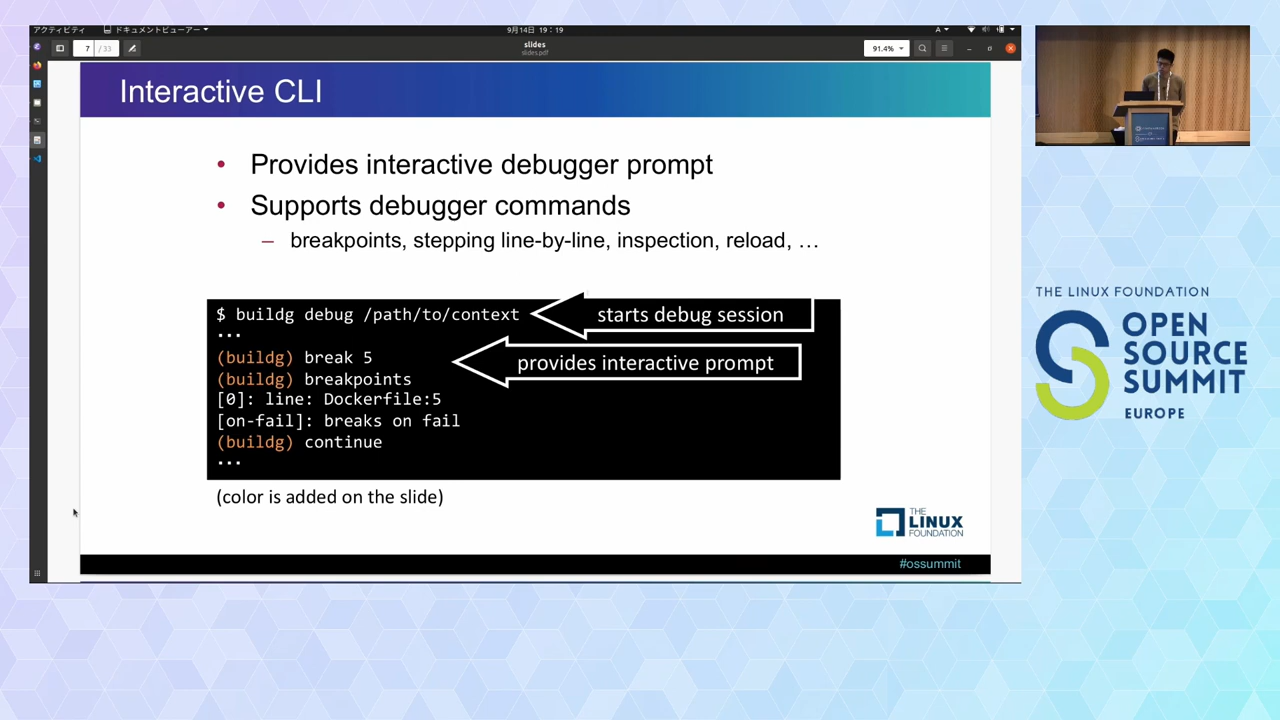 アクティビティ
ドキュメントビューアー
9月14日 19：19
A
7 / 33
slides
slides.pdf
91.4%
Interactive CLI
• Provides interactive debugger prompt
• Supports debugger commands
– breakpoints, stepping line-by-line, inspection, reload, …
$ buildg debug /path/to/context
starts debug session
...
(buildg) break 5
provides interactive prompt
(buildg) breakpoints
[0]: line: Dockerfile:5
[on-fail]: breaks on fail
(buildg) continue
...
(color is added on the slide)
THE
LINUX
FOUNDATION
#ossummit
THE LINUX FOUNDATION
OPEN
SOURCE
SUMMIT
EUROPE